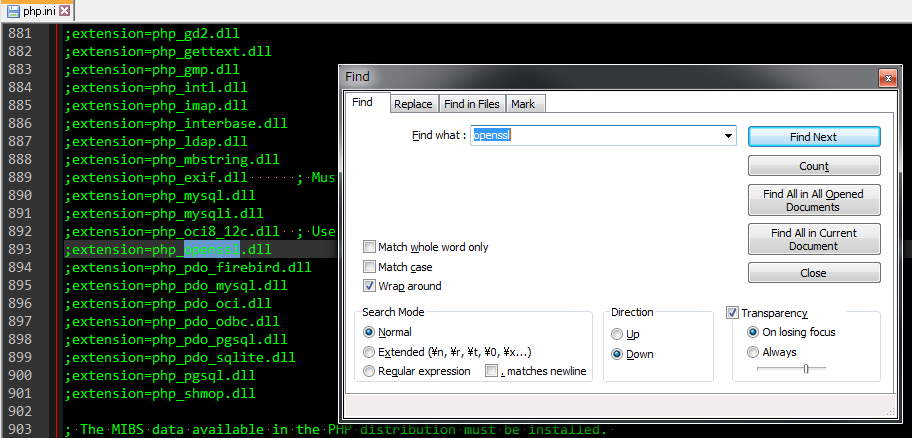 php.ini
881 ;extension=php_gd2.dll
882 ;extension=php_gettext.dll
883 ;extension=php_gmp.dll
884 ;extension=php_intl.dll
885 ;extension=php_imap.dll
886 ;extension=php_interbase.dll
887 ;extension=php_ldap.dll
888 ;extension=php_mbstring.dll
889 ;extension=php_exif.dll      ; Mus
890 ;extension=php_mysql.dll
891 ;extension=php_mysqli.dll
892 ;extension=php_oci8_12c.dll  ; Use
893 ;extension=php_openssl.dll
894 ;extension=php_pdo_firebird.dll
895 ;extension=php_pdo_mysql.dll
896 ;extension=php_pdo_oci.dll
897 ;extension=php_pdo_odbc.dll
898 ;extension=php_pdo_pgsql.dll
899 ;extension=php_pdo_sqlite.dll
900 ;extension=php_pgsql.dll
901 ;extension=php_shmop.dll
902
903 ; The MIBS data available in the PHP distribution must be installed.
Find
Find Replace Find in Files Mark
Find what : openssl
Find Next
Count
Find All in All Opened
Documents
Find All in Current
Document
Close
Match whole word only
Match case
Wrap around
Search Mode
Normal
Extended (¥n, ¥r, ¥t, ¥0, ¥x...)
Regular expression . matches newline
Direction
Up
Down
Transparency
On losing focus
Always